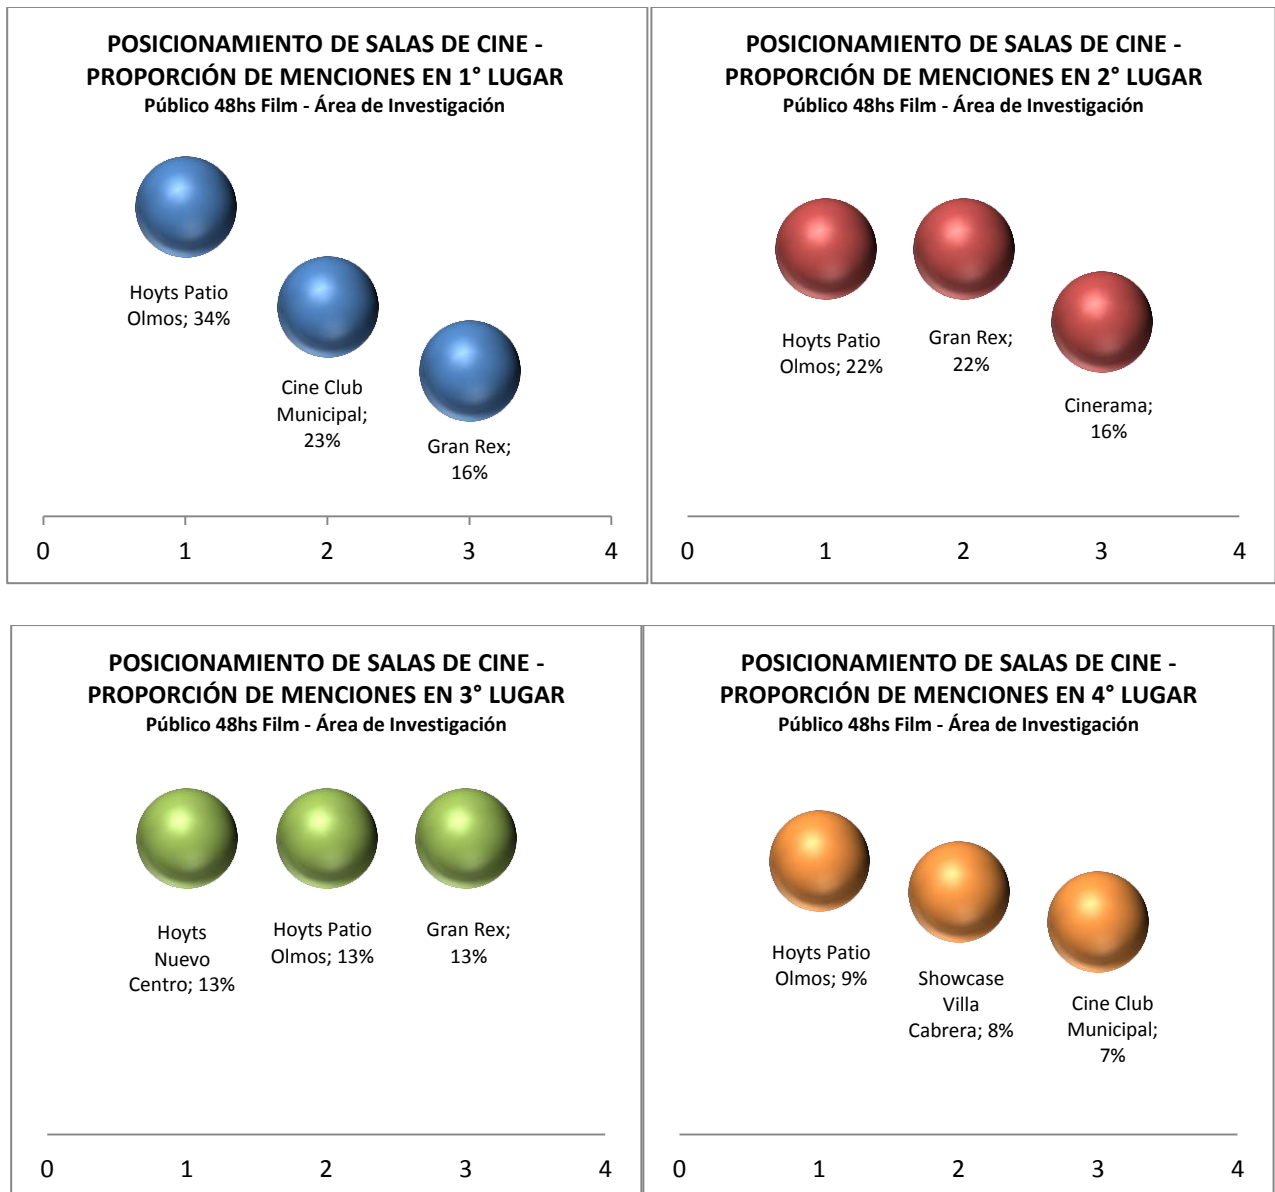 POSICIONAMIENTO DE SALAS DE CINE -
PROPORCIÓN DE MENCIONES EN 1° LUGAR
Público 48hs Film - Área de Investigación
Hoyts Patio
Olmos; 34%
Cine Club
Municipal;
23%
Gran Rex;
16%
0 1 2 3 4
POSICIONAMIENTO DE SALAS DE CINE -
PROPORCIÓN DE MENCIONES EN 2° LUGAR
Público 48hs Film - Área de Investigación
Hoyts Patio
Olmos; 22%
Gran Rex;
22%
Cinerama;
16%
0 1 2 3 4
POSICIONAMIENTO DE SALAS DE CINE -
PROPORCIÓN DE MENCIONES EN 3° LUGAR
Público 48hs Film - Área de Investigación
Hoyts
Nuevo
Centro; 13%
Hoyts Patio
Olmos; 13%
Gran Rex;
13%
0 1 2 3 4
POSICIONAMIENTO DE SALAS DE CINE -
PROPORCIÓN DE MENCIONES EN 4° LUGAR
Público 48hs Film - Área de Investigación
Hoyts Patio
Olmos; 9%
Showcase
Villa
Cabrera; 8%
Cine Club
Municipal;
7%
0 1 2 3 4